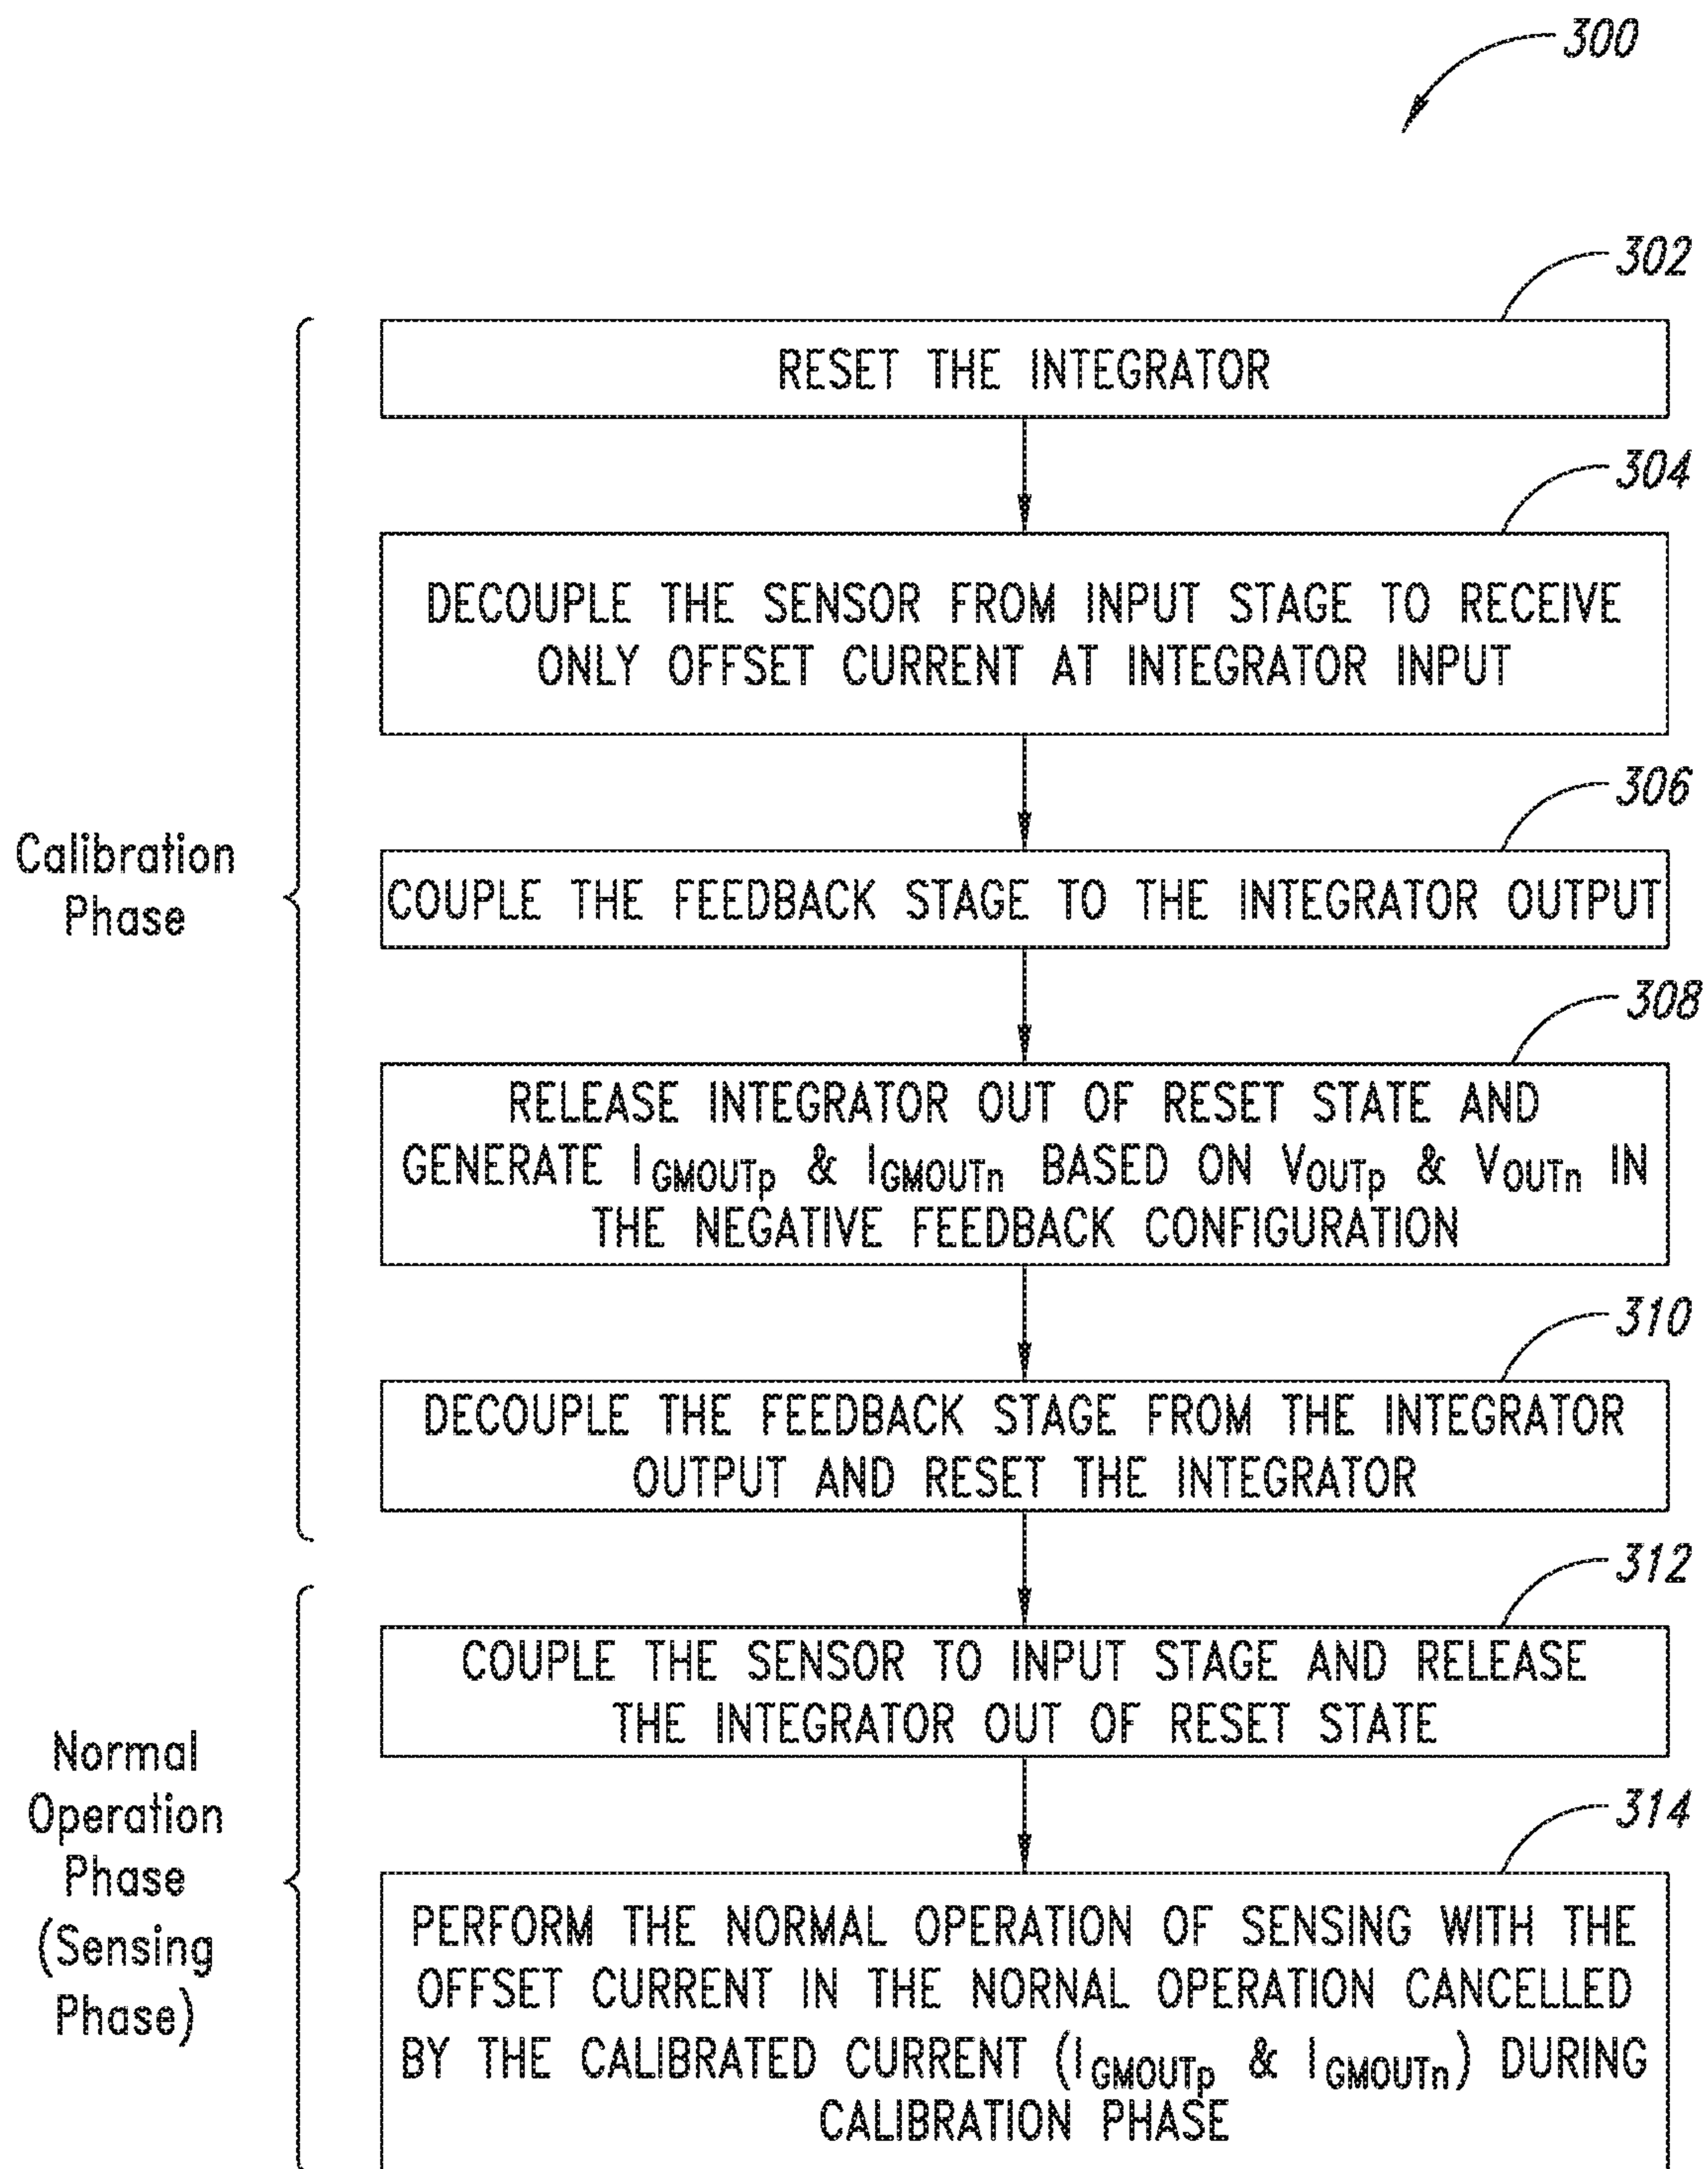 300
302
RESET THE INTEGRATOR
304
DECOUPLE THE SENSOR FROM INPUT STAGE TO RECEIVE
ONLY OFFSET CURRENT AT INTEGRATOR INPUT
306
COUPLE THE FEEDBACK STAGE TO THE INTEGRATOR OUTPUT
Calibration
Phase
308
RELEASE INTEGRATOR OUT OF RESET STATE AND
GENERATE IGMOUTp & IGMOUTn BASED ON VOUTp & VOUTn IN
THE NEGATIVE FEEDBACK CONFIGURATION
310
DECOUPLE THE FEEDBACK STAGE FROM THE INTEGRATOR
OUTPUT AND RESET THE INTEGRATOR
312
COUPLE THE SENSOR TO INPUT STAGE AND RELEASE
THE INTEGRATOR OUT OF RESET STATE
Normal
Operation
Phase
(Sensing
Phase)
314
PERFORM THE NORMAL OPERATION OF SENSING WITH THE
OFFSET CURRENT IN THE NORNAL OPERATION CANCELLED
BY THE CALIBRATED CURRENT (IGMOUTp & IGMOUTn) DURING
CALIBRATION PHASE